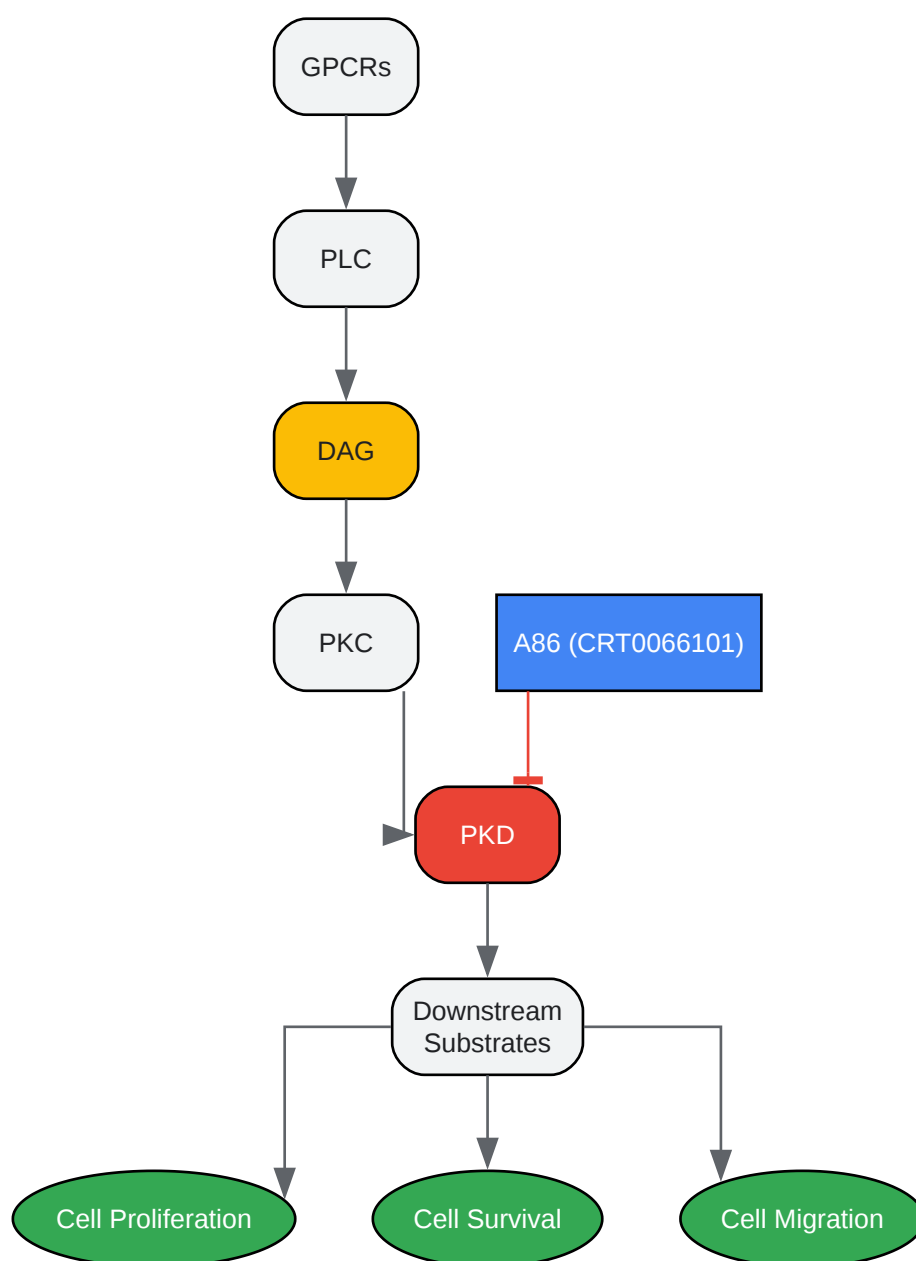 GPCRs
PLC
DAG
PKC
A86 (CRT0066101)
PKD
Downstream
Substrates
Cell Proliferation
Cell Survival
Cell Migration